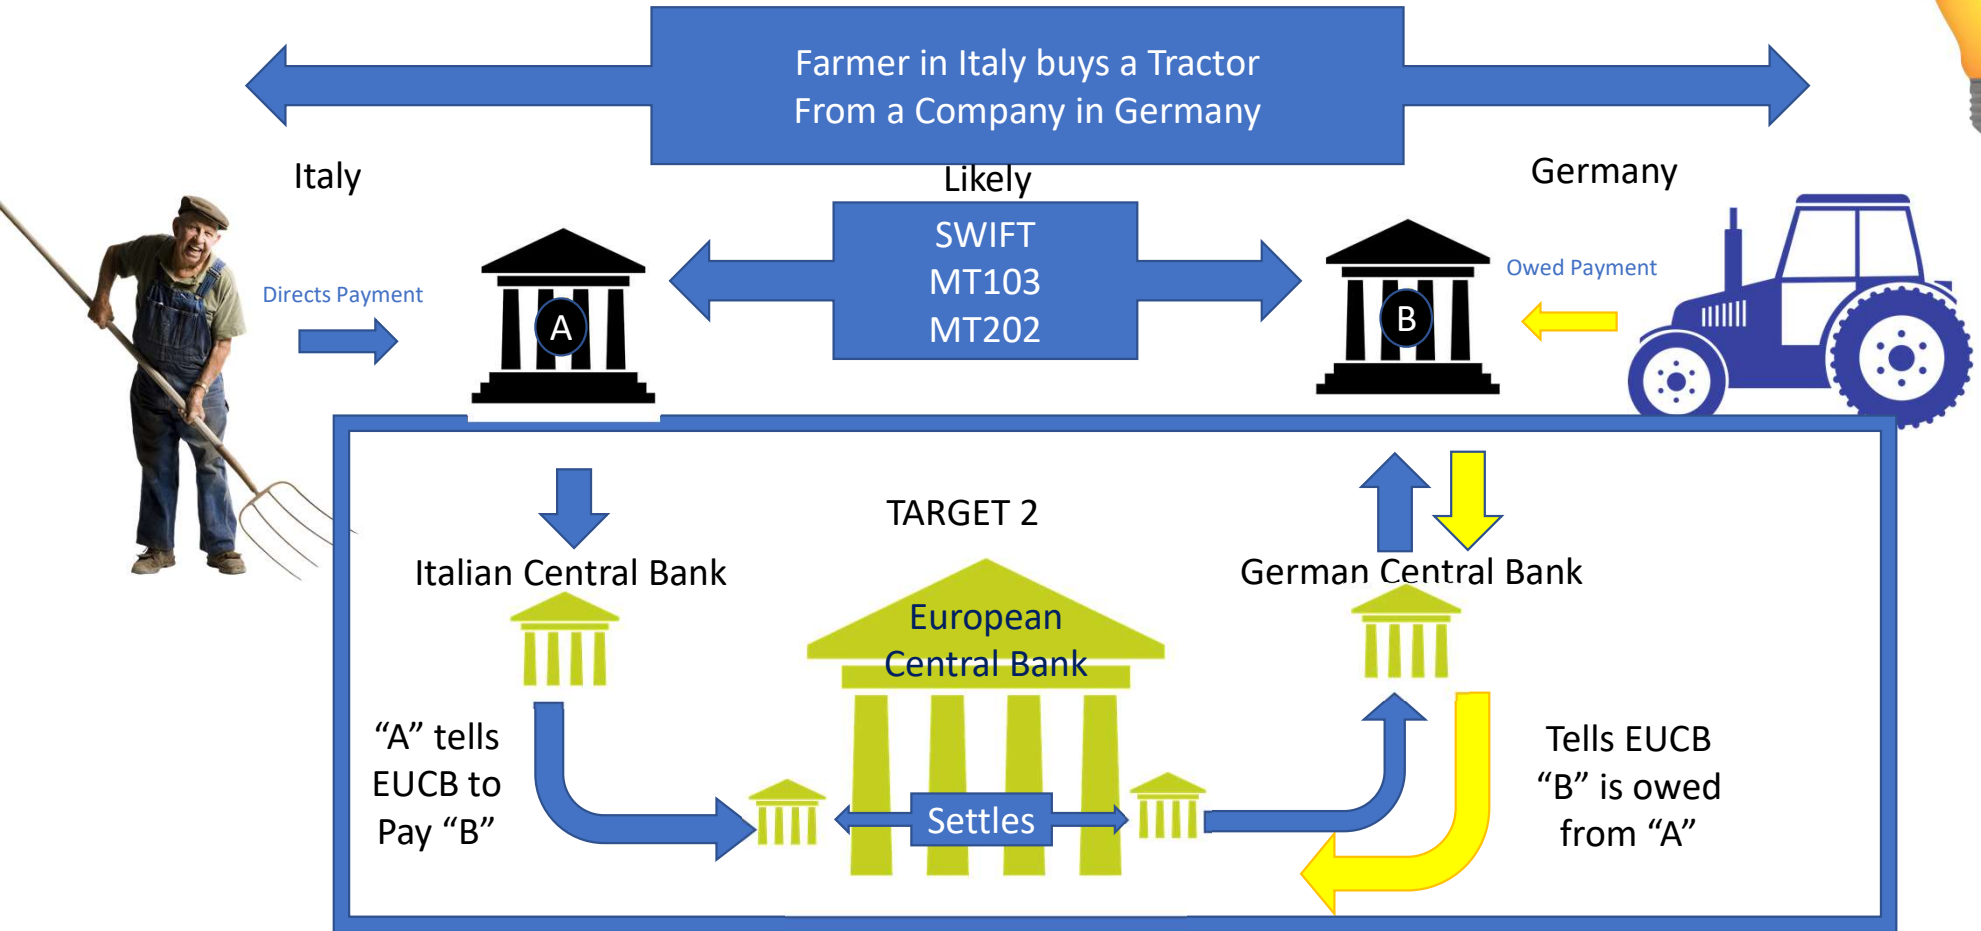 Farmer in Italy buys a Tractor
From a Company in Germany
Italy
Likely
Germany
SWIFT
MT103
MT202
Directs Payment
A
B
Owed Payment
TARGET 2
Italian Central Bank
German Central Bank
European
Central Bank
“A” tells
EUCB to
Pay “B”
Settles
Tells EUCB
“B” is owed
from “A”